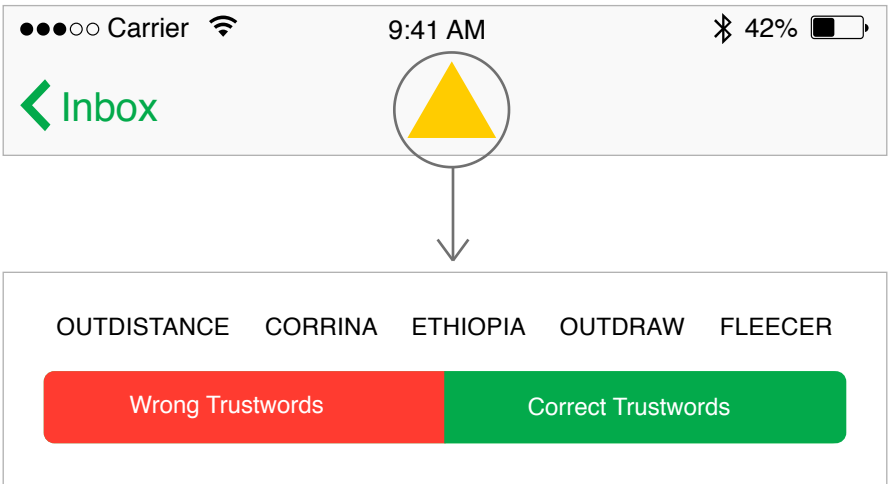 Carrier 9:41 AM 42%
Inbox
OUTDISTANCE CORRINA ETHIOPIA OUTDRAW FLEECER
Wrong Trustwords Correct Trustwords